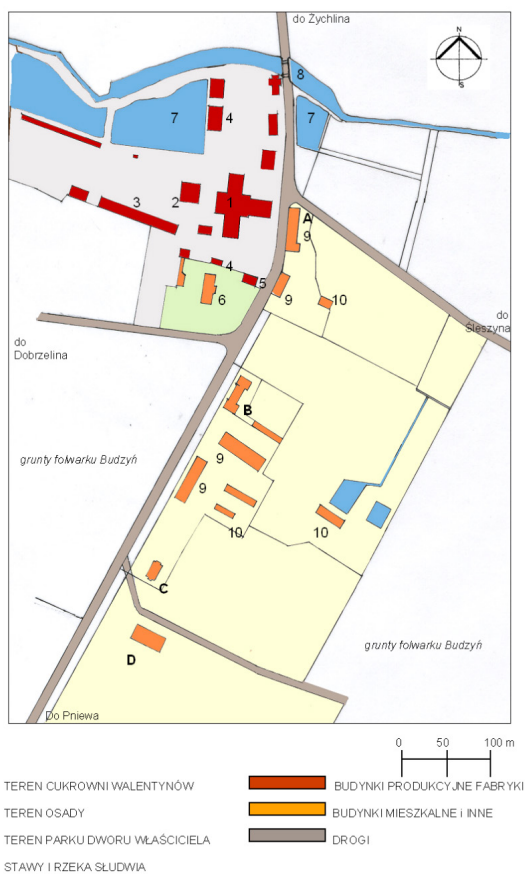 do Żychlina
N
S
8
7
4
7
3
2
1
A
9
4
5
6
9
10
do
Śleszyna
do
Dobrzelina
B
grunty folwarku Budzyń
9
9
10
10
C
D
grunty folwarku Budzyń
Do Pniewa
0 50 100 m
TEREN CUKROWNI WALENTYNÓW
BUDYNKI PRODUKCYJNE FABRYKI
TEREN OSADY
BUDYNKI MIESZKALNE i INNE
TEREN PARKU DWORU WŁAŚCICIELA
DROGI
STAWY I RZEKA SŁUDWIA